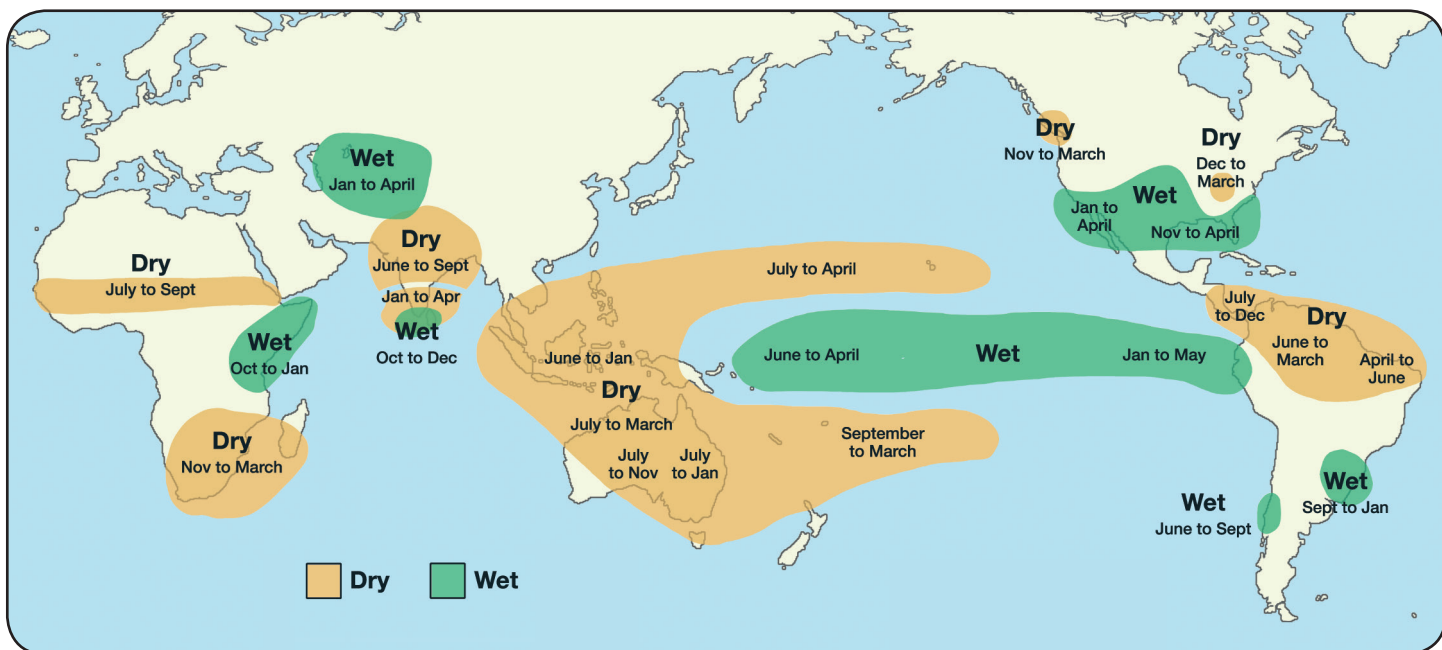 Wet
Jan to April
Dry
June to Sept
Jan to Apr
Wet
Oct to Dec
Dry
July to Sept
Wet
Oct to Jan
Dry
Nov to March
July to April
June to Jan
Dry
July to March
July
to Nov
July
to Jan
September
to March
June to April
Wet
Jan to May
Dry
Nov to March
Dry
Dec to
March
Wet
Jan to
April
Nov to April
July
to Dec
Dry
June to
March
April to
June
Wet
Sept to Jan
Wet
June to Sept
Dry
Wet